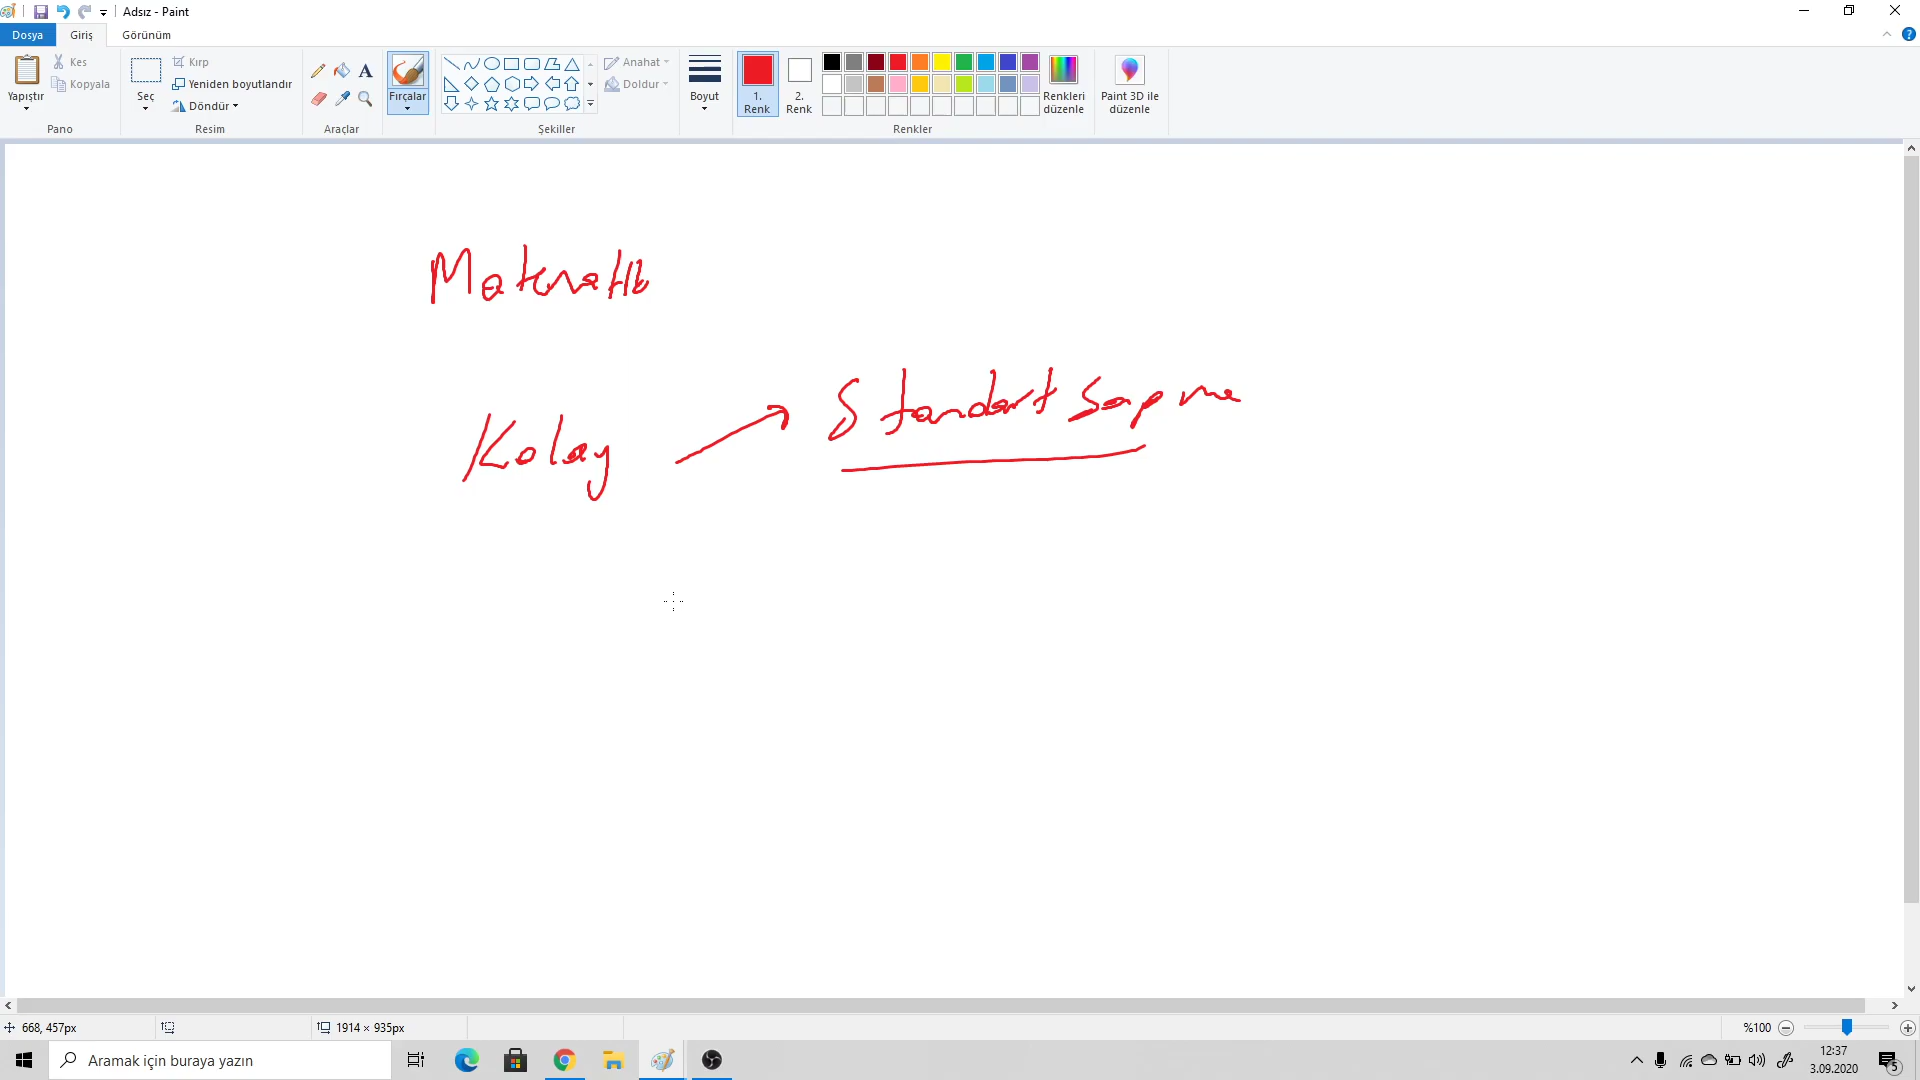 Adsız - Paint
Dosya Giriş Görünüm
Yapıştır
Kes
Kopyala
Pano
Seç
Kırp
Yeniden boyutlandır
Döndür
Resim
A
Araçlar
Fırçalar
Anahat
Doldur
Şekiller
Boyut
1. Renk
2. Renk
Renkleri düzenle
Renkler
Paint 3D ile düzenle
Matematik
Kolay
Standart Sapma
668, 457px
1914 × 935px
%100
Aramak için buraya yazın
12:37
3.09.2020
5